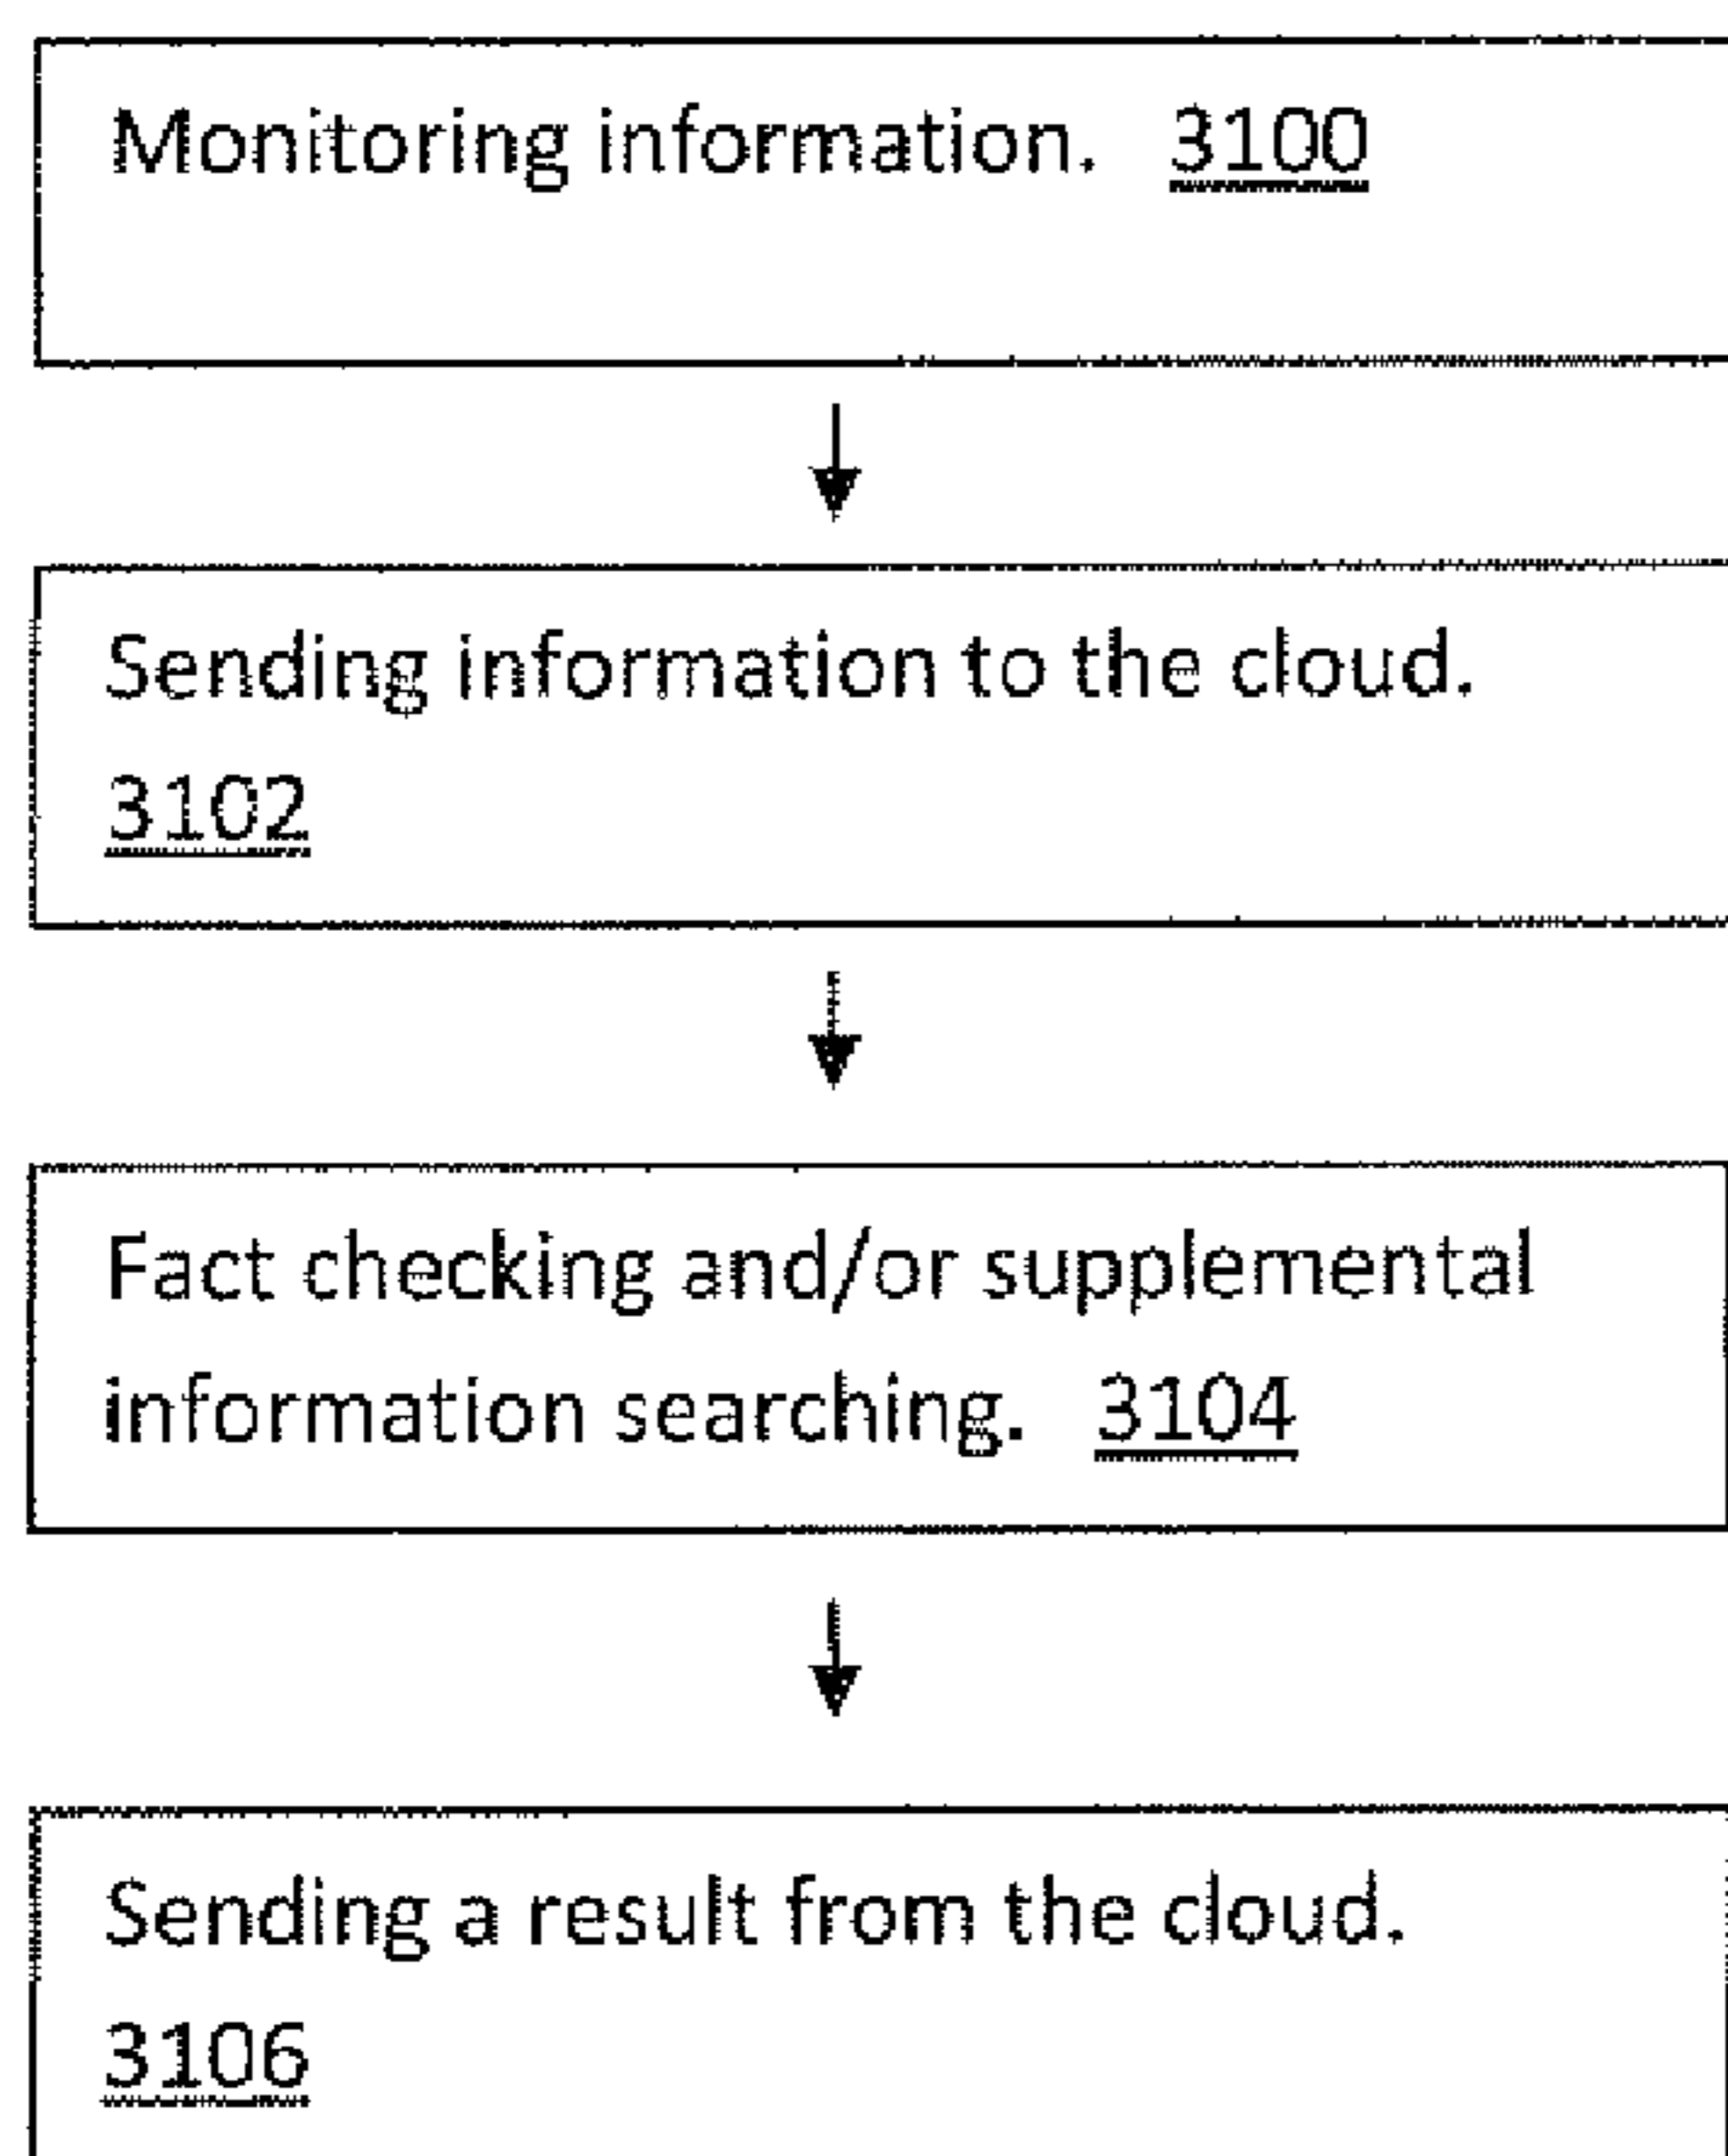 Monitoring information. 3100
Sending information to the cloud.
3102
Fact checking and/or supplemental
information searching. 3104
Sending a result from the cloud.
3106